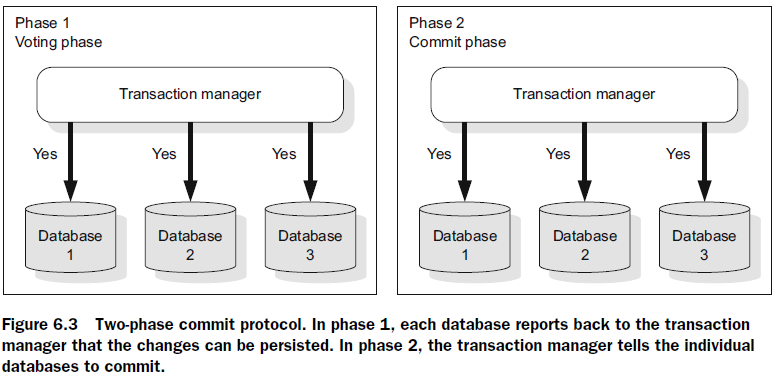 Phase 1
Voting phase
Transaction manager
Yes
Yes
Yes
Database
1
Database
2
Database
3
Phase 2
Commit phase
Transaction manager
Yes
Yes
Yes
Database
1
Database
2
Database
3
Figure 6.3 Two-phase commit protocol. In phase 1, each database reports back to the transaction
manager that the changes can be persisted. In phase 2, the transaction manager tells the individual
databases to commit.